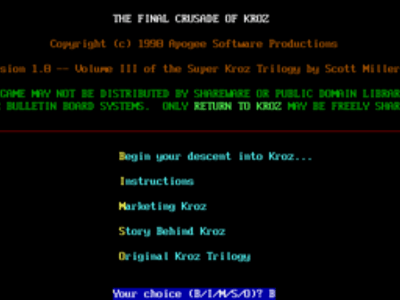 THE FINAL CRUSADE OF KROZ
Copyright (c) 1990 Apogee Software Productions
sion 1.0 -- Volume III of the Super Kroz Trilogy by Scott Miller
GAME MAY NOT BE DISTRIBUTED BY SHAREWARE OR PUBLIC DOMAIN LIBRAR
BULLETIN BOARD SYSTEMS. ONLY RETURN TO KROZ MAY BE FREELY SHAR
Begin your descent into Kroz...
Instructions
Marketing Kroz
Story Behind Kroz
Original Kroz Trilogy
Your choice (B/I/M/S/O)? B